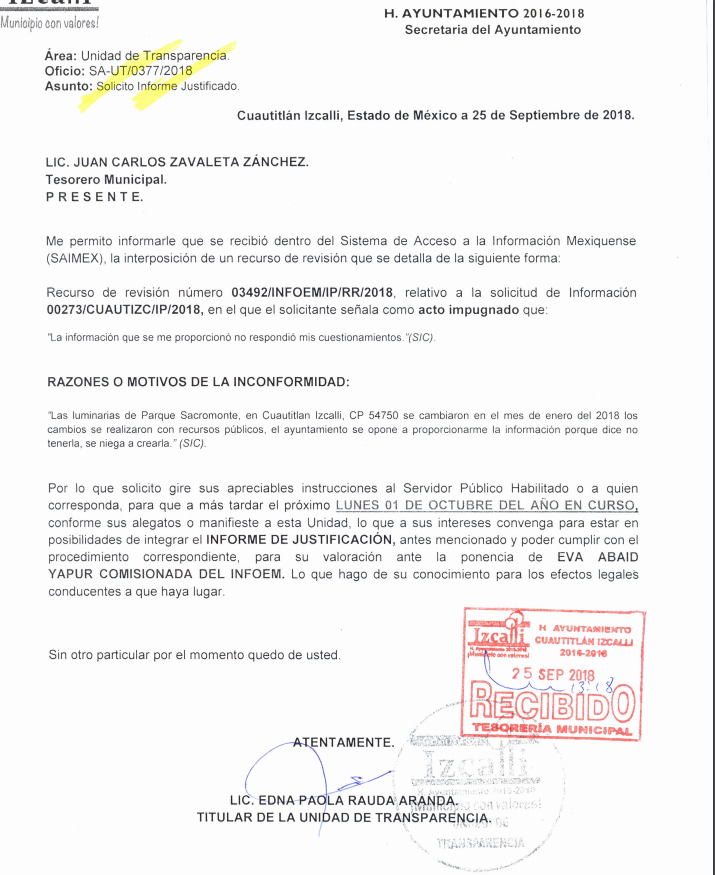 Izcalli
Municipio con valores!
H. AYUNTAMIENTO 2016-2018
Secretaria del Ayuntamiento
Área: Unidad de Transparencia.
Oficio: SA-UT/0377/2018
Asunto: Solicito Informe Justificado.
Cuautitlán Izcalli, Estado de México a 25 de Septiembre de 2018.
LIC. JUAN CARLOS ZAVALETA ZÁNCHEZ.
Tesorero Municipal.
P R E S E N T E.
Me permito informarle que se recibió dentro del Sistema de Acceso a la Información Mexiquense
(SAIMEX), la interposición de un recurso de revisión que se detalla de la siguiente forma:
Recurso de revisión número 03492/INFOEM/IP/RR/2018, relativo a la solicitud de Información
00273/CUAUTIZC/IP/2018, en el que el solicitante señala como acto impugnado que:
"La información que se me proporcionó no respondió mis cuestionamientos."(SIC).
RAZONES O MOTIVOS DE LA INCONFORMIDAD:
"Las luminarias de Parque Sacromonte, en Cuautitlan Izcalli, CP 54750 se cambiaron en el mes de enero del 2018 los
cambios se realizaron con recursos públicos, el ayuntamiento se opone a proporcionarme la información porque dice no
tenerla, se niega a crearla." (SIC).
Por lo que solicito gire sus apreciables instrucciones al Servidor Público Habilitado o a quien
corresponda, para que a más tardar el próximo LUNES 01 DE OCTUBRE DEL AÑO EN CURSO,
conforme sus alegatos o manifieste a esta Unidad, lo que a sus intereses convenga para estar en
posibilidades de integrar el INFORME DE JUSTIFICACIÓN, antes mencionado y poder cumplir con el
procedimiento correspondiente, para su valoración ante la ponencia de EVA ABAID
YAPUR COMISIONADA DEL INFOEM. Lo que hago de su conocimiento para los efectos legales
conducentes a que haya lugar.
Sin otro particular por el momento quedo de usted.
Izcalli
H. Ayuntamiento 2016-2018
¡Municipio con valores!
H AYUNTAMIENTO
CUAUTITLÁN IZCALLI
2016-2018
25 SEP 2018
13:18
RECIBIDO
TESORERÍA MUNICIPAL
ATENTAMENTE.
Izcalli
H. Ayuntamiento 2016-2018
¡Municipio con valores!
LIC. EDNA PAOLA RAUDA ARANDA.
TITULAR DE LA UNIDAD DE TRANSPARENCIA.
TRANSPARENCIA